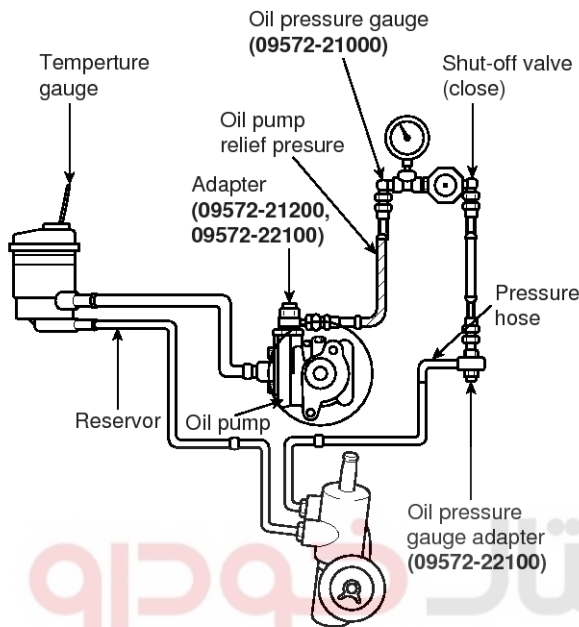 Oil pressure gauge
(09572-21000)
Temperture
gauge
Shut-off valve
(close)
Oil pump
relief presure
Adapter
(09572-21200,
09572-22100)
Pressure
hose
Reservor
Oil pump
Oil pressure
gauge adapter
(09572-22100)